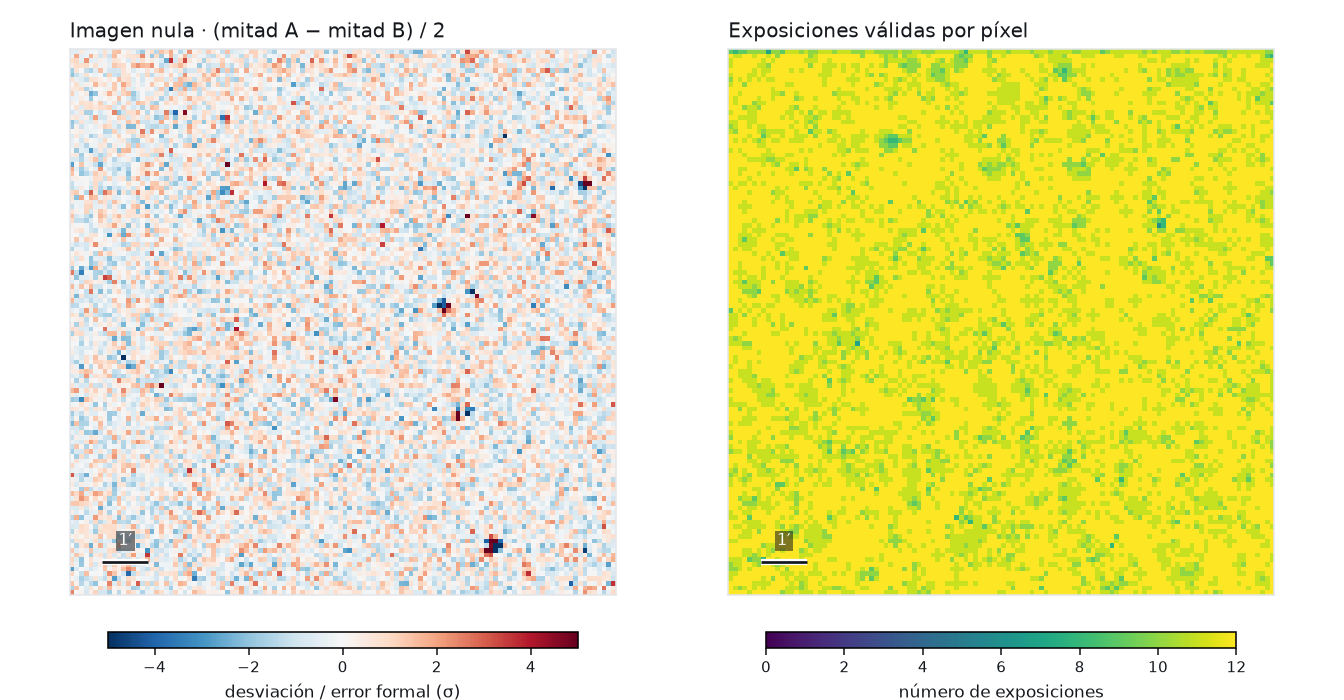 Imagen nula · (mitad A − mitad B) / 2
Exposiciones válidas por píxel
1′
1′
−4 −2 0 2 4
desviación / error formal (σ)
0 2 4 6 8 10 12
número de exposiciones